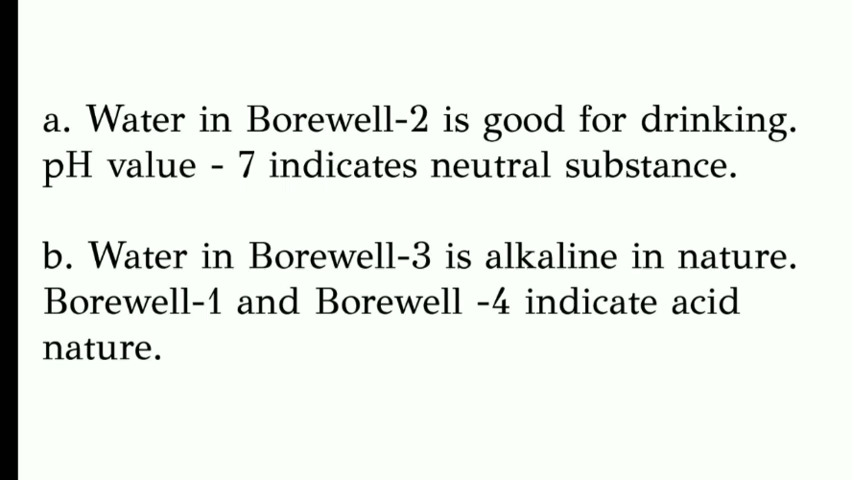 a. Water in Borewell-2 is good for drinking.
pH value - 7 indicates neutral substance.
b. Water in Borewell-3 is alkaline in nature.
Borewell-1 and Borewell -4 indicate acid
nature.